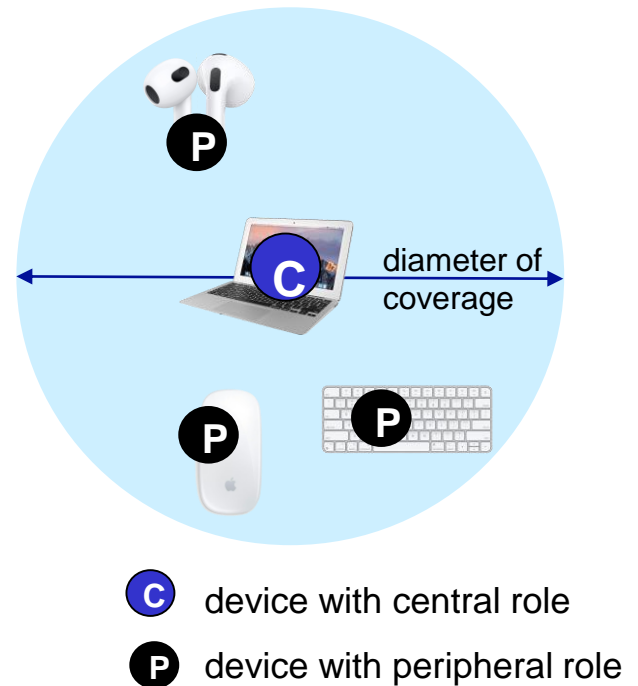 P
C
diameter of
coverage
P
P
C device with central role
P device with peripheral role